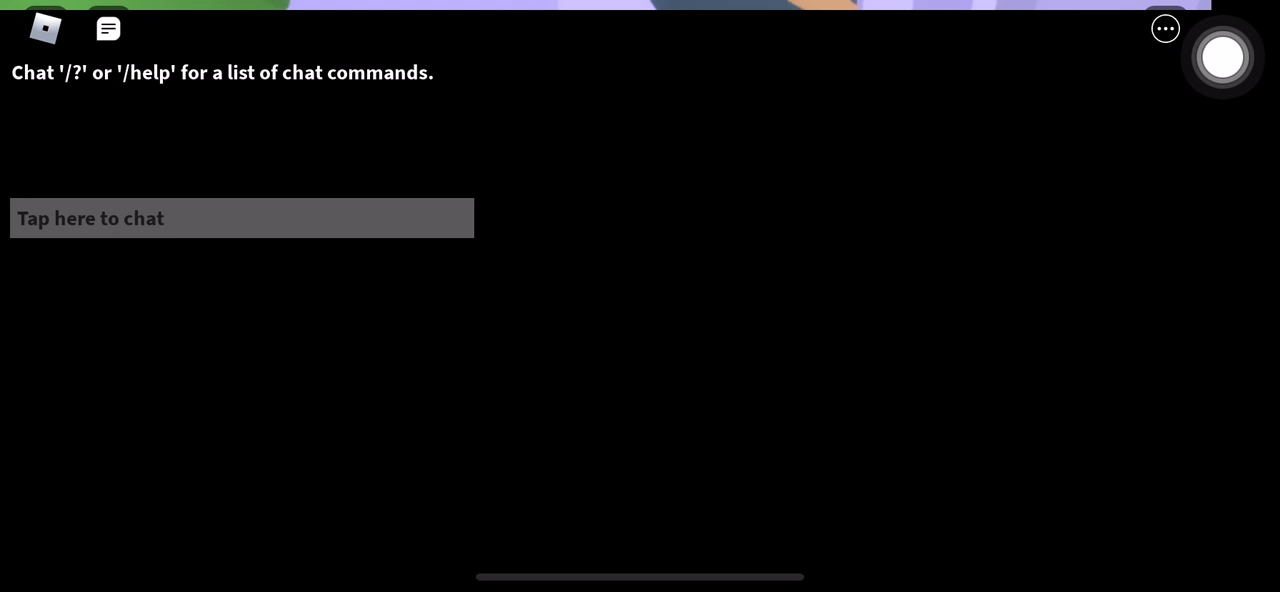 Chat '/?' or '/help' for a list of chat commands.
Tap here to chat